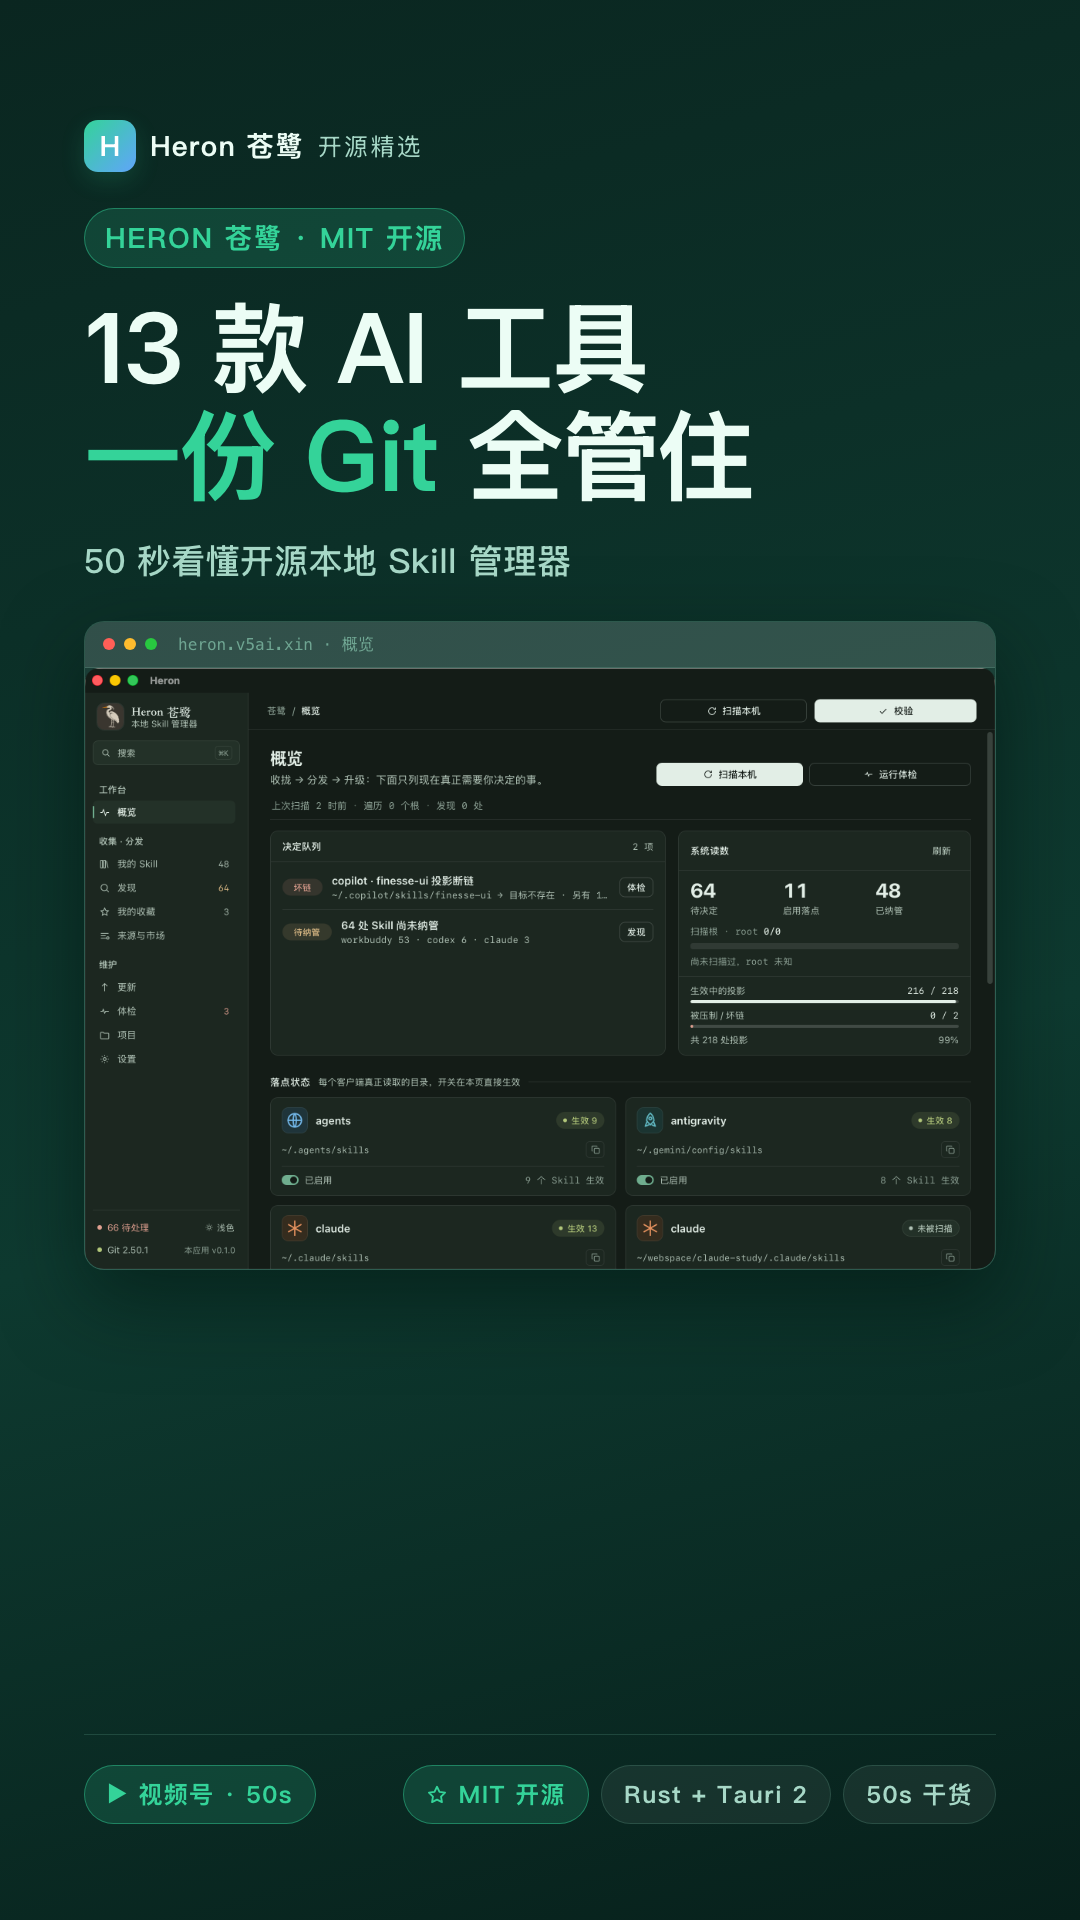 H Heron 苍鹭 开源精选
HERON 苍鹭 · MIT 开源
13 款 AI 工具
一份 Git 全管住
50 秒看懂开源本地 Skill 管理器
heron.v5ai.xin · 概览
Heron
Heron 苍鹭
本地 Skill 管理器
搜索 ⌘K
工作台
概览
收集 · 分发
我的 Skill 48
发现 64
我的收藏 3
来源与市场
维护
更新
体检 3
项目
设置
66 待处理 浅色
Git 2.50.1 本应用 v0.1.0
苍鹭 / 概览 扫描本机 校验
概览
收拢 → 分发 → 升级：下面只列现在真正需要你决定的事。
扫描本机 运行体检
上次扫描 2 时前 · 遍历 0 个根 · 发现 0 处
决定队列 2 项
坏链 copilot · finesse-ui 投影断链
~/.copilot/skills/finesse-ui → 目标不存在 · 另有 1…
体检
待纳管 64 处 Skill 尚未纳管
workbuddy 53 · codex 6 · claude 3
发现
系统读数 刷新
64 11 48
待决定 启用落点 已纳管
扫描根 · root 0/0
尚未扫描过，root 未知
生效中的投影 216 / 218
被压制 / 坏链 0 / 2
共 218 处投影 99%
落点状态 每个客户端真正读取的目录，开关在本页直接生效
agents 生效 9
~/.agents/skills
已启用 9 个 Skill 生效
antigravity 生效 8
~/.gemini/config/skills
已启用 8 个 Skill 生效
claude 生效 13
~/.claude/skills
claude 未被扫描
~/webspace/claude-study/.claude/skills
视频号 · 50s MIT 开源 Rust + Tauri 2 50s 干货